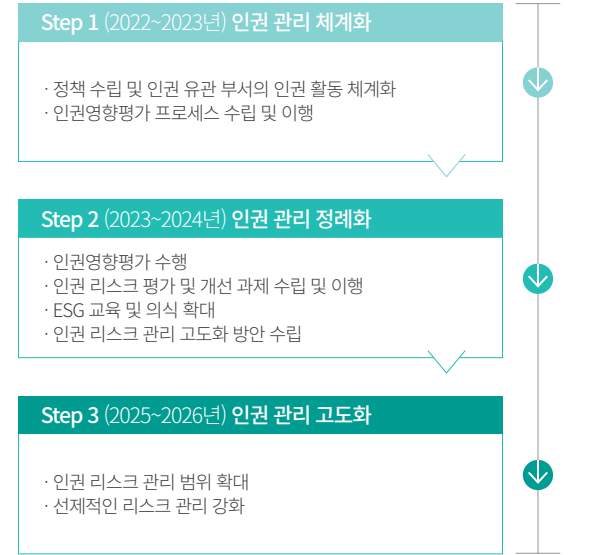 Step 1 (2022~2023년) 인권 관리 체계화
· 정책 수립 및 인권 유관 부서의 인권 활동 체계화
· 인권영향평가 프로세스 수립 및 이행
Step 2 (2023~2024년) 인권 관리 정례화
· 인권영향평가 수행
· 인권 리스크 평가 및 개선 과제 수립 및 이행
· ESG 교육 및 의식 확대
· 인권 리스크 관리 고도화 방안 수립
Step 3 (2025~2026년) 인권 관리 고도화
· 인권 리스크 관리 범위 확대
· 선제적인 리스크 관리 강화